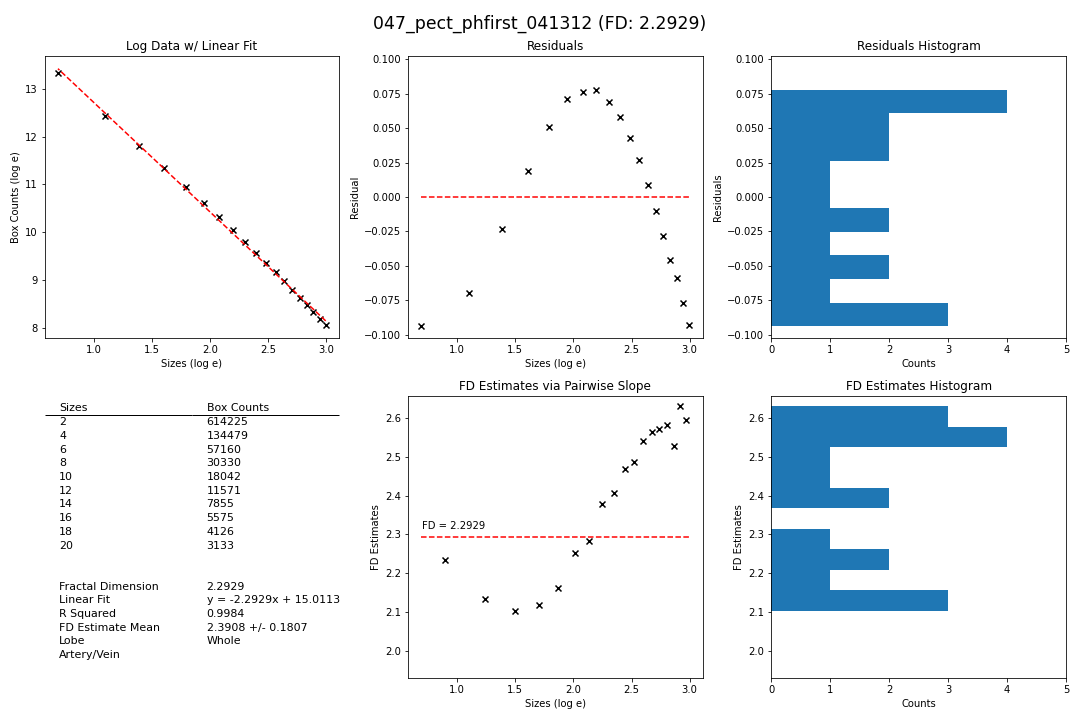 047_pect_phfirst_041312 (FD: 2.2929)
Log Data w/ Linear Fit
Box Counts (log e)
13
12
11
10
9
8
1.0 1.5 2.0 2.5 3.0
Sizes (log e)
Residuals
Residual
0.100
0.075
0.050
0.025
0.000
−0.025
−0.050
−0.075
−0.100
1.0 1.5 2.0 2.5 3.0
Sizes (log e)
Residuals Histogram
Residuals
0.100
0.075
0.050
0.025
0.000
−0.025
−0.050
−0.075
−0.100
0 1 2 3 4 5
Counts
Sizes Box Counts
2 614225
4 134479
6 57160
8 30330
10 18042
12 11571
14 7855
16 5575
18 4126
20 3133
Fractal Dimension 2.2929
Linear Fit y = -2.2929x + 15.0113
R Squared 0.9984
FD Estimate Mean 2.3908 +/- 0.1807
Lobe Whole
Artery/Vein
FD Estimates via Pairwise Slope
FD Estimates
2.6
2.5
2.4
2.3
2.2
2.1
2.0
FD = 2.2929
1.0 1.5 2.0 2.5 3.0
Sizes (log e)
FD Estimates Histogram
FD Estimates
2.6
2.5
2.4
2.3
2.2
2.1
2.0
0 1 2 3 4 5
Counts